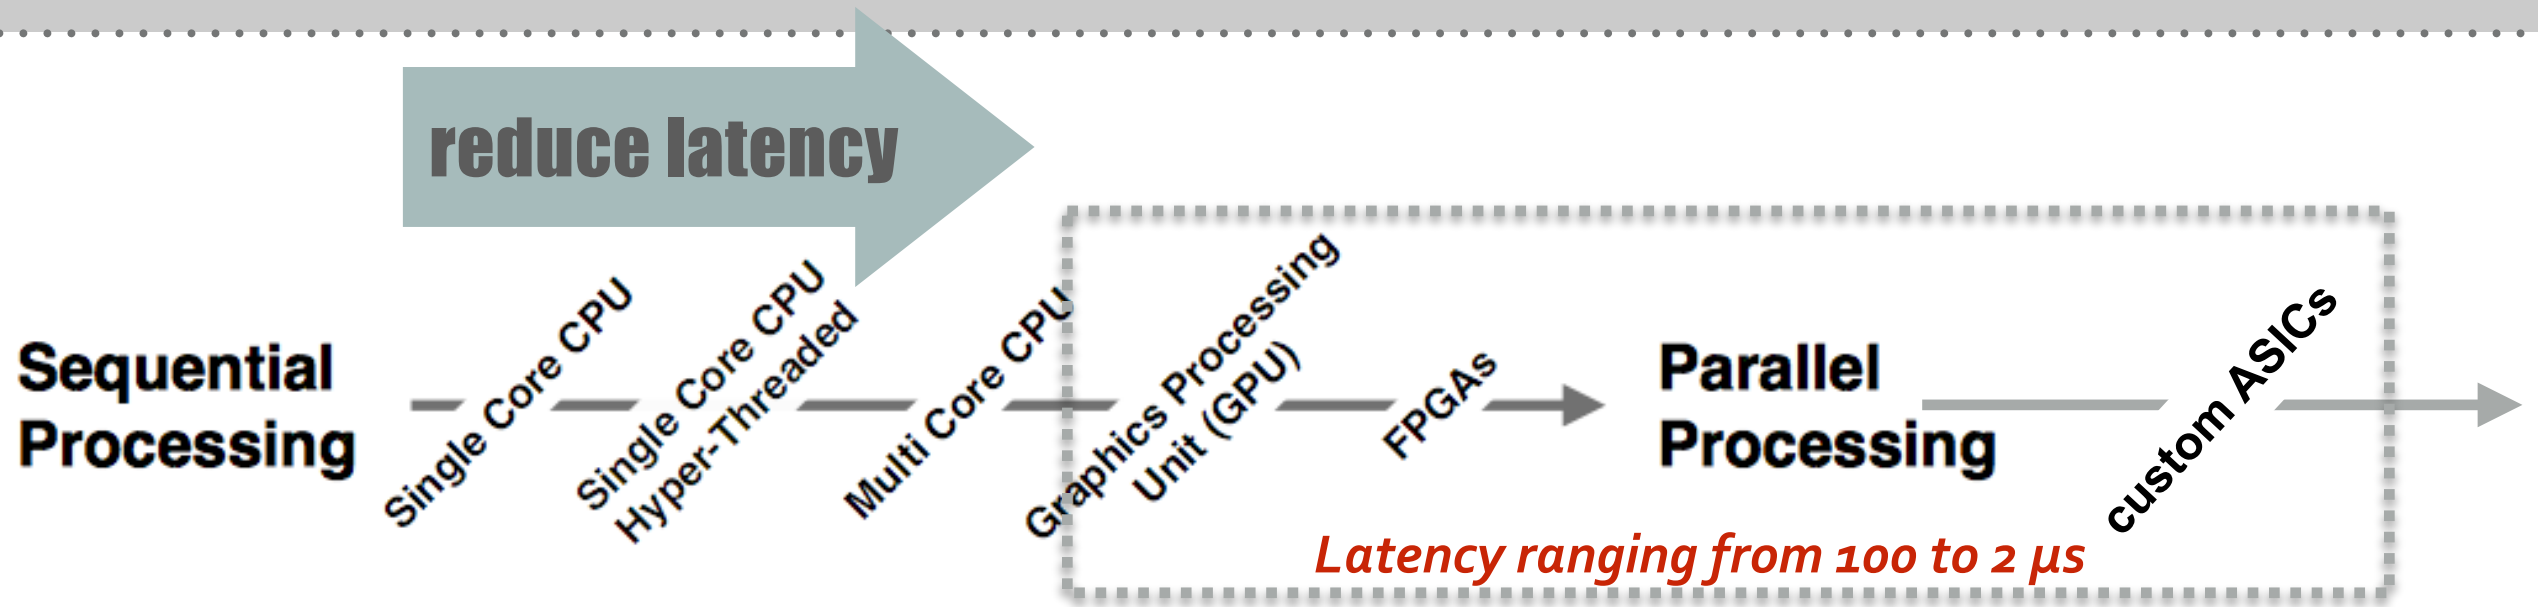 reduce latency
Sequential
Processing
Single Core CPU
Single Core CPU
Hyper-Threaded
Multi Core CPU
Graphics Processing
Unit (GPU)
FPGAs
Parallel
Processing
custom ASICs
Latency ranging from 100 to 2 μs